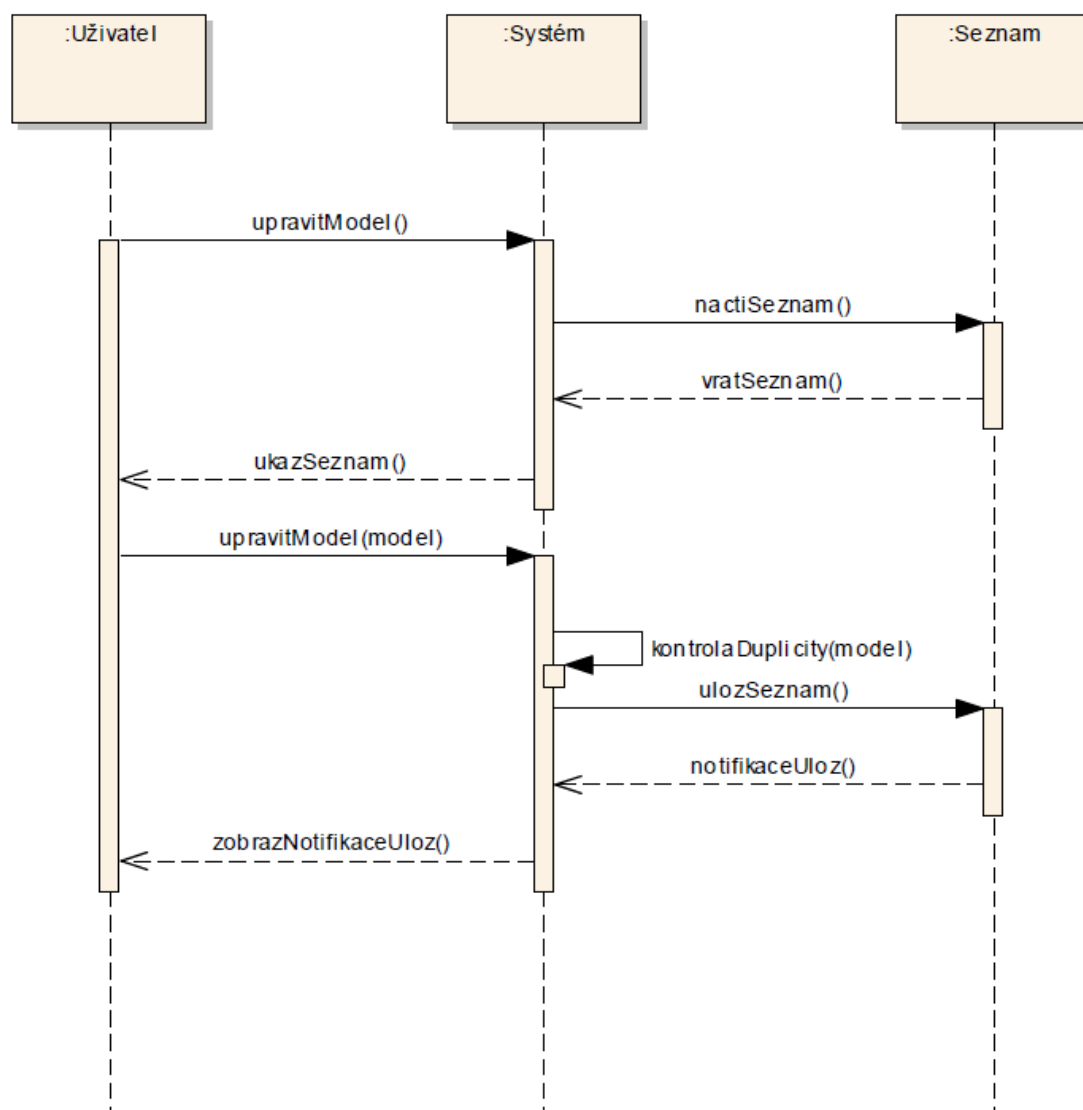 :Uživatel
:Systém
:Seznam
upravitModel()
nactiSeznam()
vratSeznam()
ukazSeznam()
upravitModel(model)
kontrolaDuplicity(model)
ulozSeznam()
notifikaceUloz()
zobrazNotifikaceUloz()